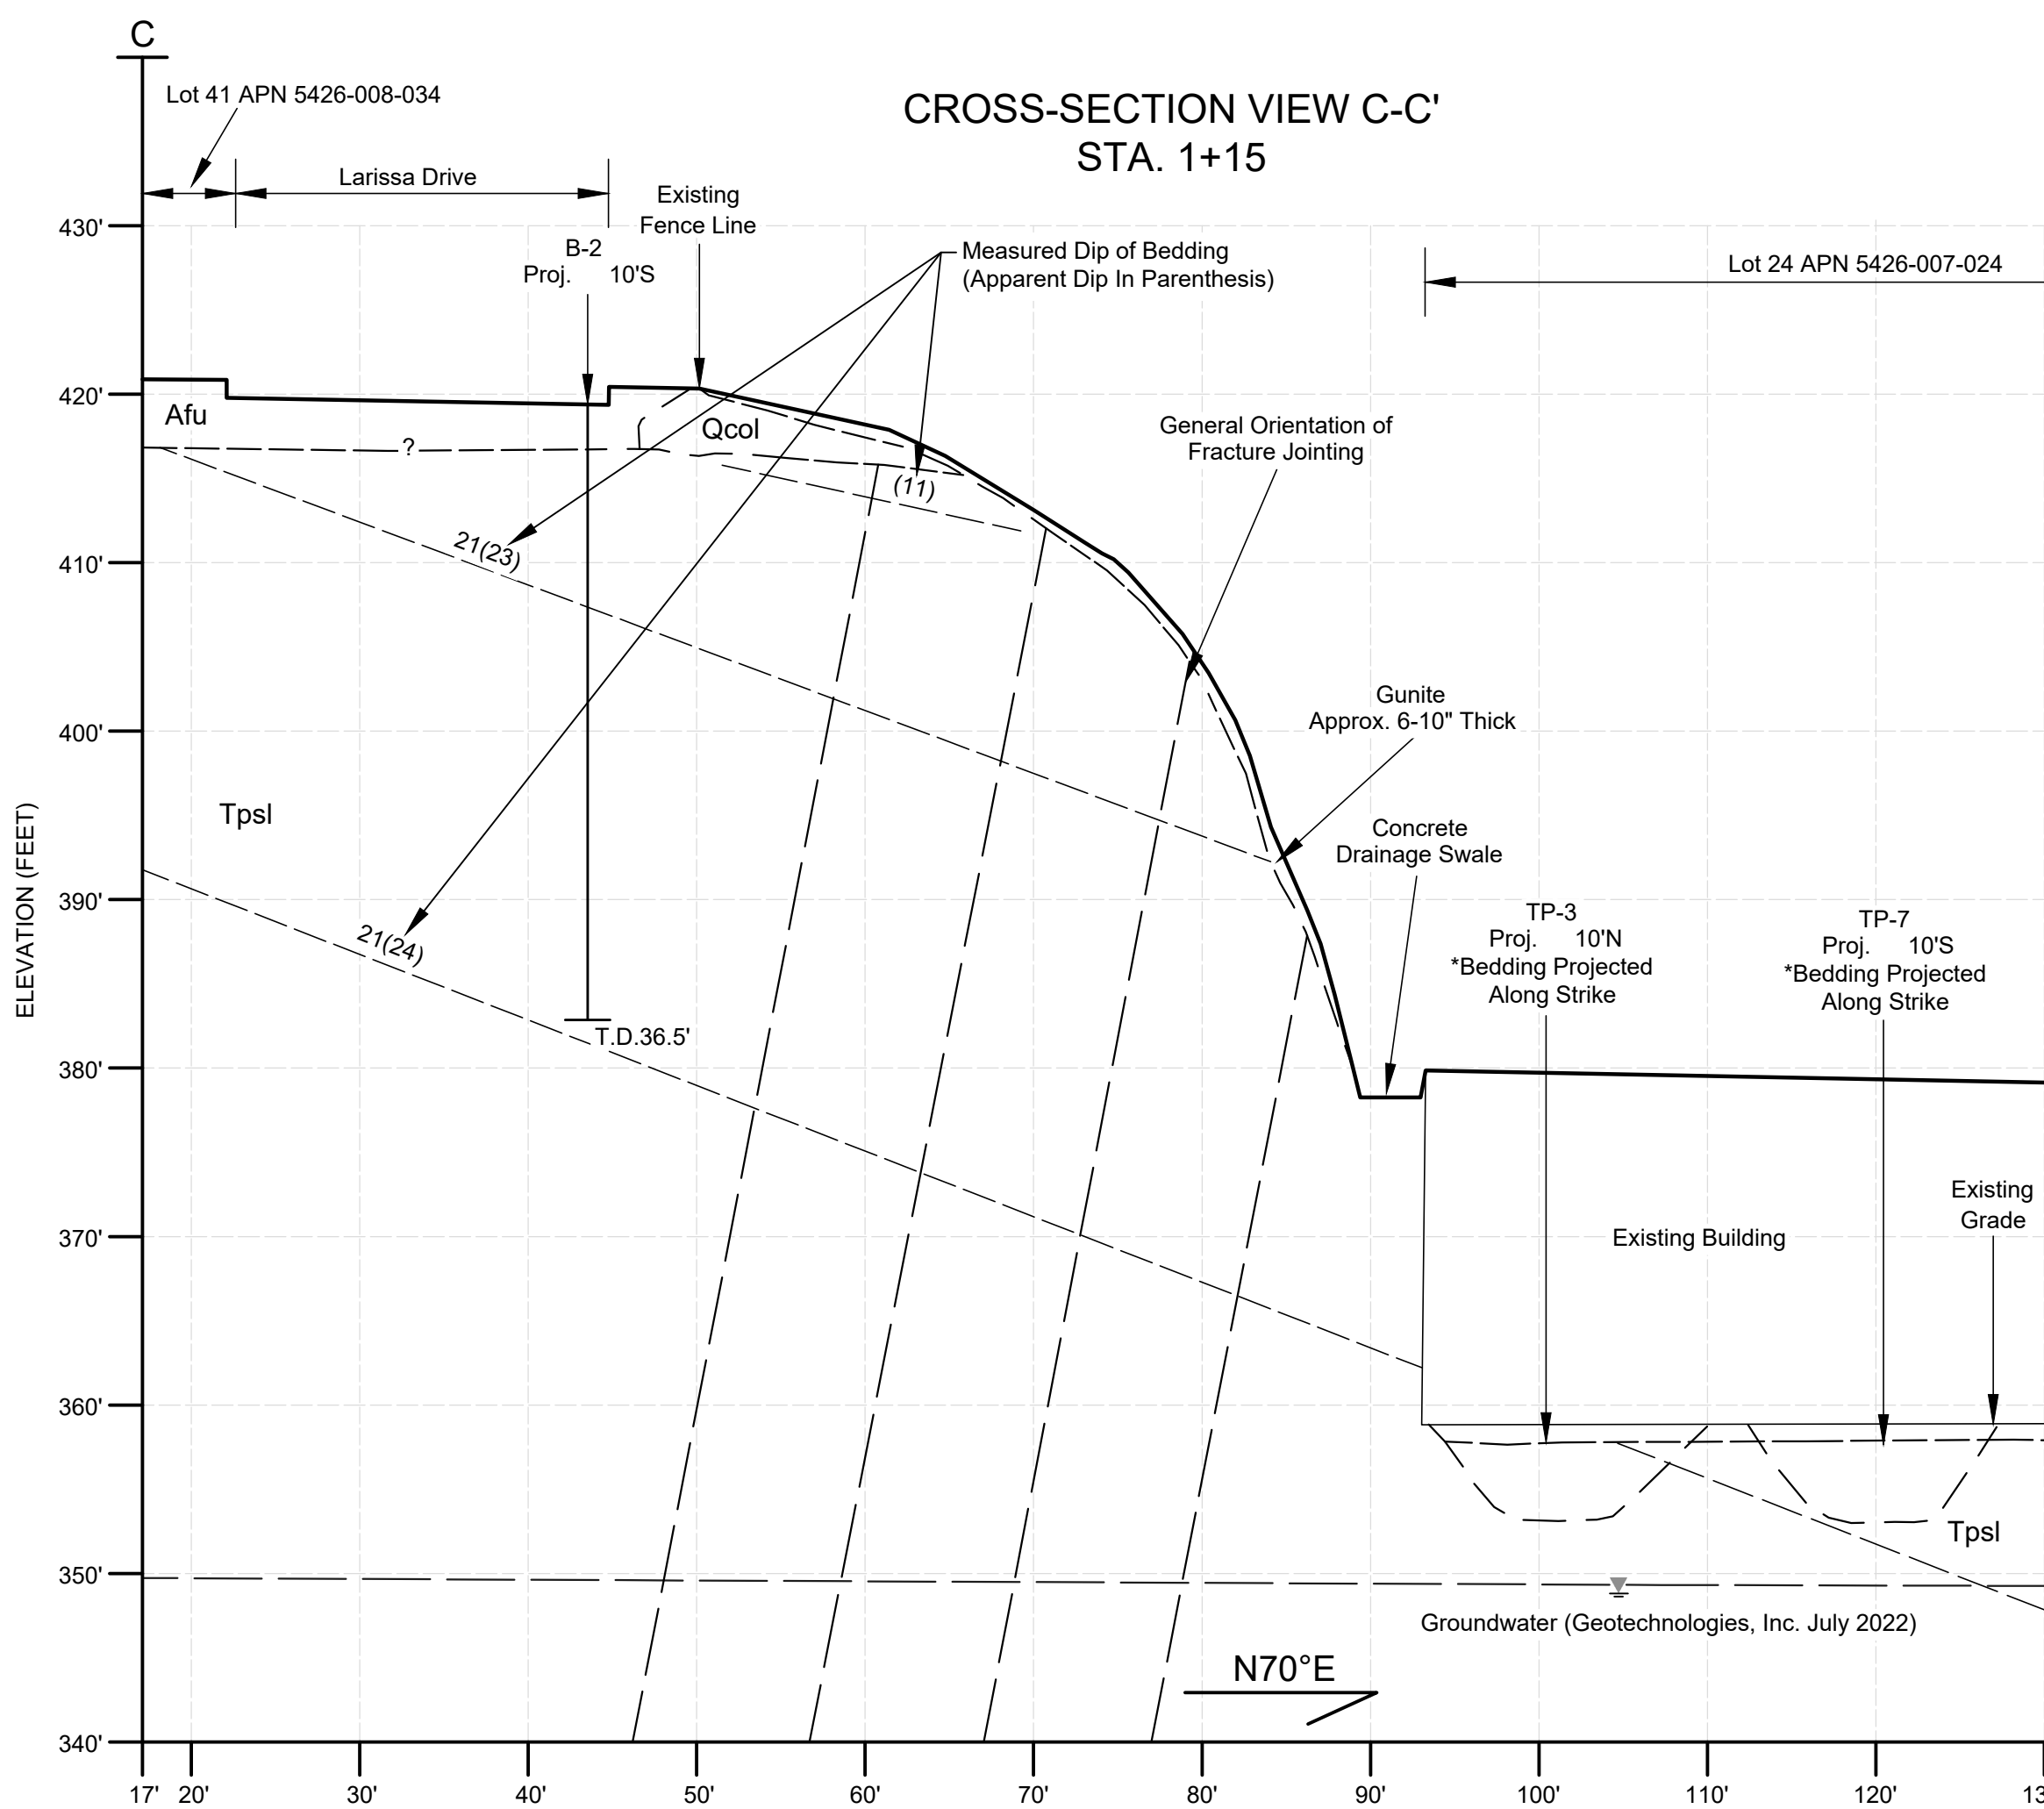 C
Lot 41 APN 5426-008-034
CROSS-SECTION VIEW C-C'
STA. 1+15
Larissa Drive
Existing
Fence Line
B-2
Proj. 10'S
Measured Dip of Bedding
(Apparent Dip In Parenthesis)
Lot 24 APN 5426-007-024
430'
420'
410'
400'
390'
380'
370'
360'
350'
340'
ELEVATION (FEET)
Afu
?
Qcol
(11)
General Orientation of
Fracture Jointing
21(23)
Gunite
Approx. 6-10" Thick
Tpsl
Concrete
Drainage Swale
21(24)
T.D.36.5'
TP-3
Proj. 10'N
*Bedding Projected
Along Strike
TP-7
Proj. 10'S
*Bedding Projected
Along Strike
Existing
Grade
Existing Building
Tpsl
Groundwater (Geotechnologies, Inc. July 2022)
N70°E
17' 20' 30' 40' 50' 60' 70' 80' 90' 100' 110' 120' 13